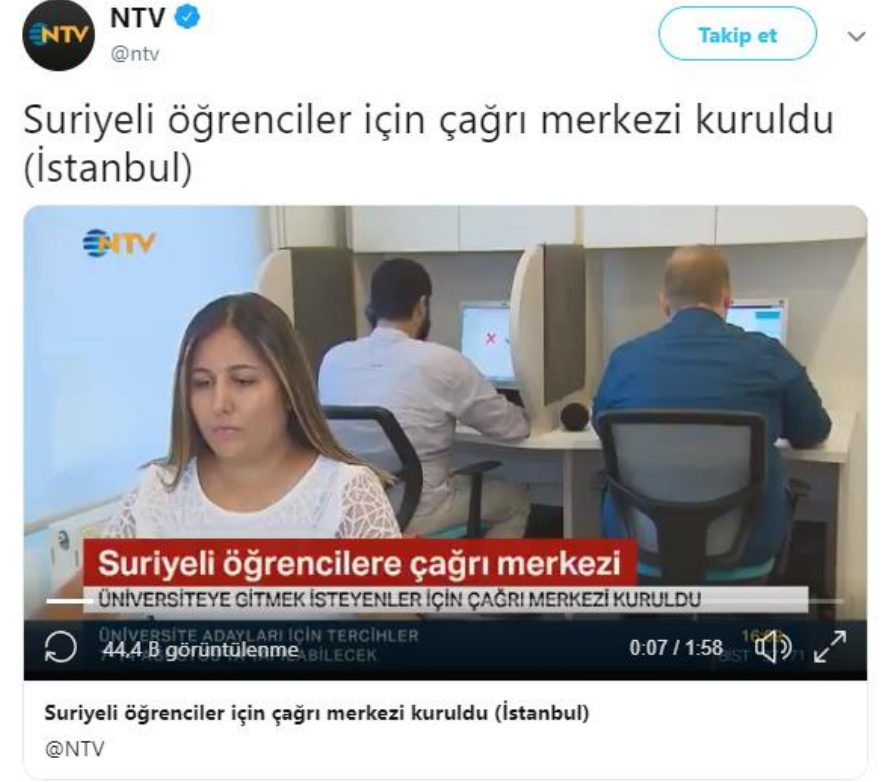 NTV
NTV
@ntv
Takip et
Suriyeli öğrenciler için çağrı merkezi kuruldu
(İstanbul)
NTV
Suriyeli öğrencilere çağrı merkezi
ÜNİVERSİTEYE GİTMEK İSTEYENLER İÇİN ÇAĞRI MERKEZİ KURULDU
ÜNİVERSİTE ADAYLARI İÇİN TERCİHLER
44,4 B görüntülenme
0:07 / 1:58
BIST
Suriyeli öğrenciler için çağrı merkezi kuruldu (İstanbul)
@NTV